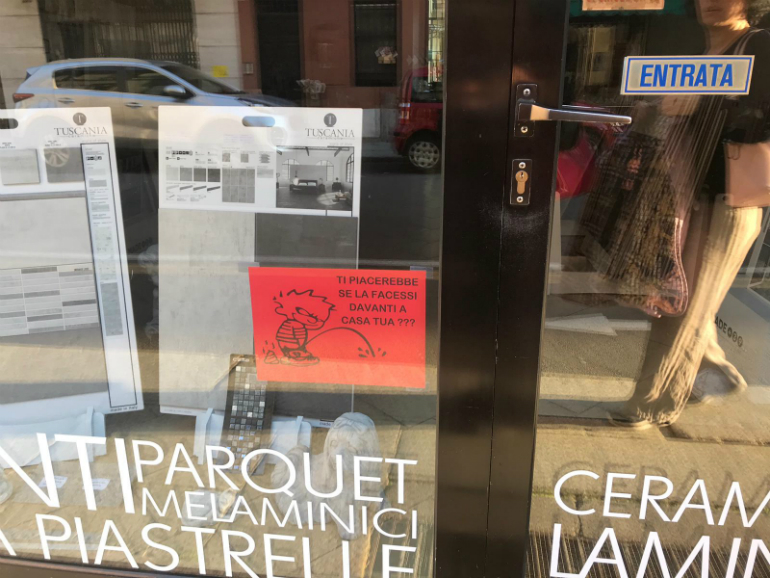 ENTRATA
TUSCANIA
TUSCANIA
TI PIACEREBBE
SE LA FACESSI
DAVANTI A
CASA TUA ???
NTI PARQUET
MELAMINICI
A PIASTRELLE
CERAM
LAMIN